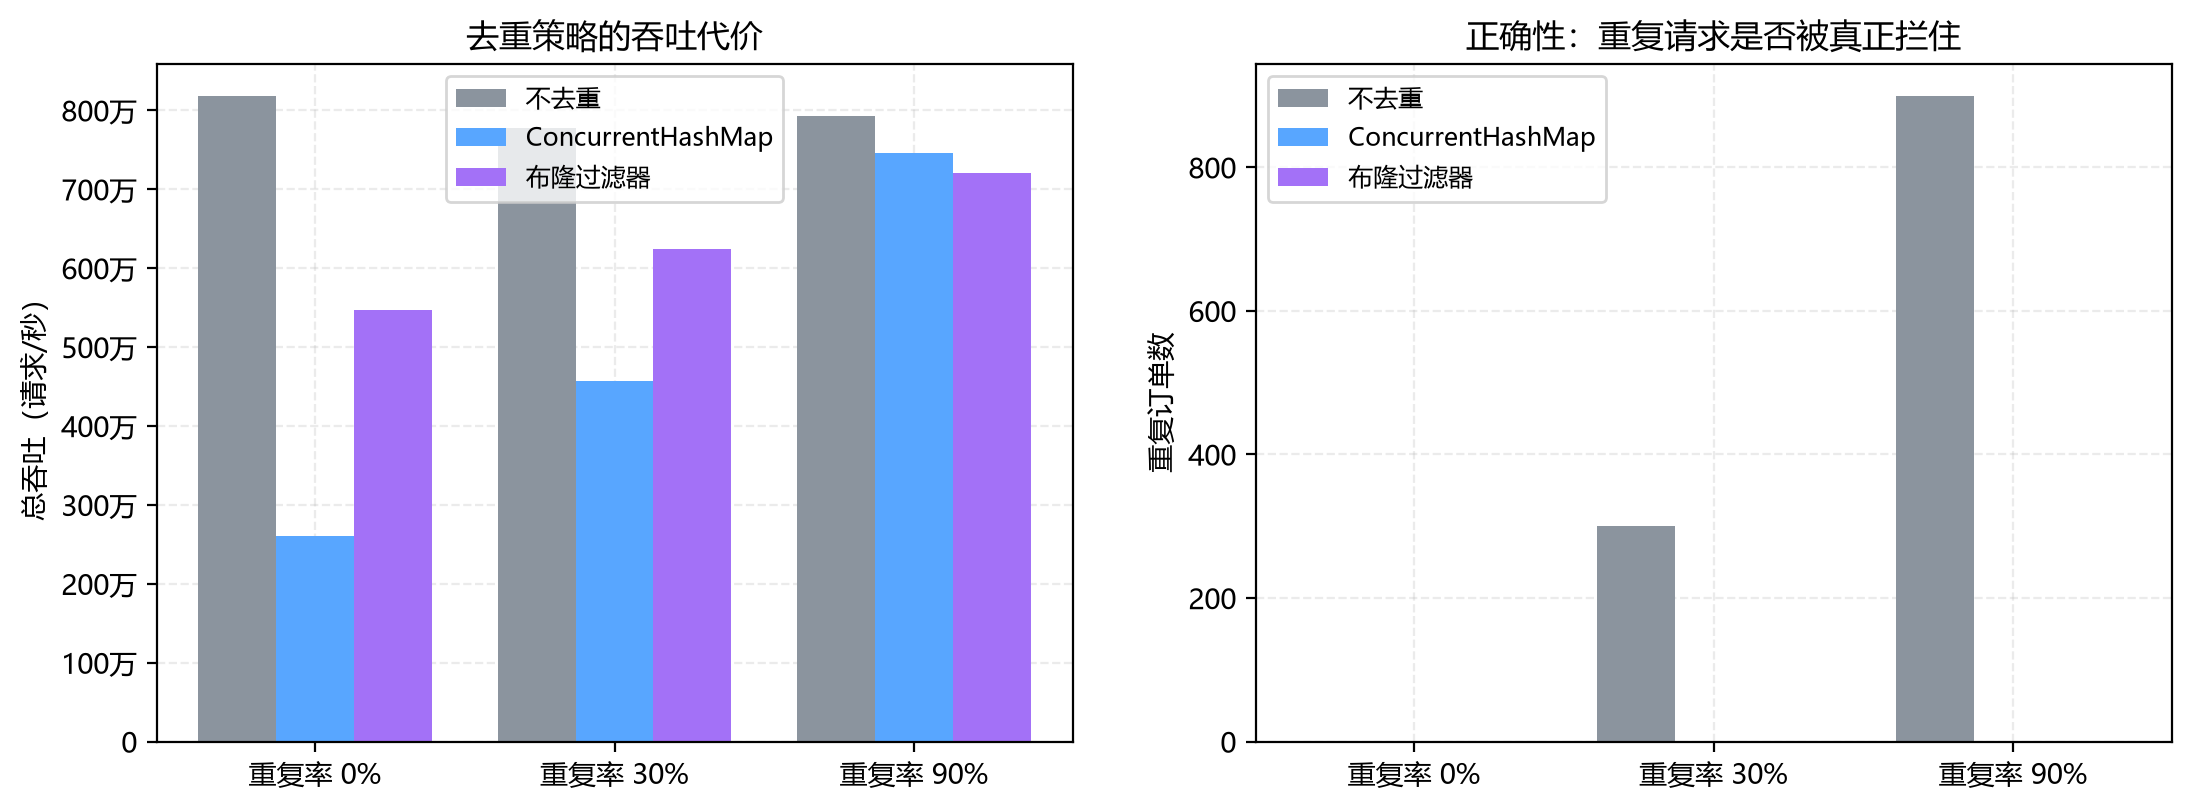 去重策略的吞吐代价
总吞吐（请求/秒）
800万
700万
600万
500万
400万
300万
200万
100万
0
不去重
ConcurrentHashMap
布隆过滤器
重复率 0%
重复率 30%
重复率 90%
正确性：重复请求是否被真正拦住
重复订单数
800
600
400
200
0
不去重
ConcurrentHashMap
布隆过滤器
重复率 0%
重复率 30%
重复率 90%